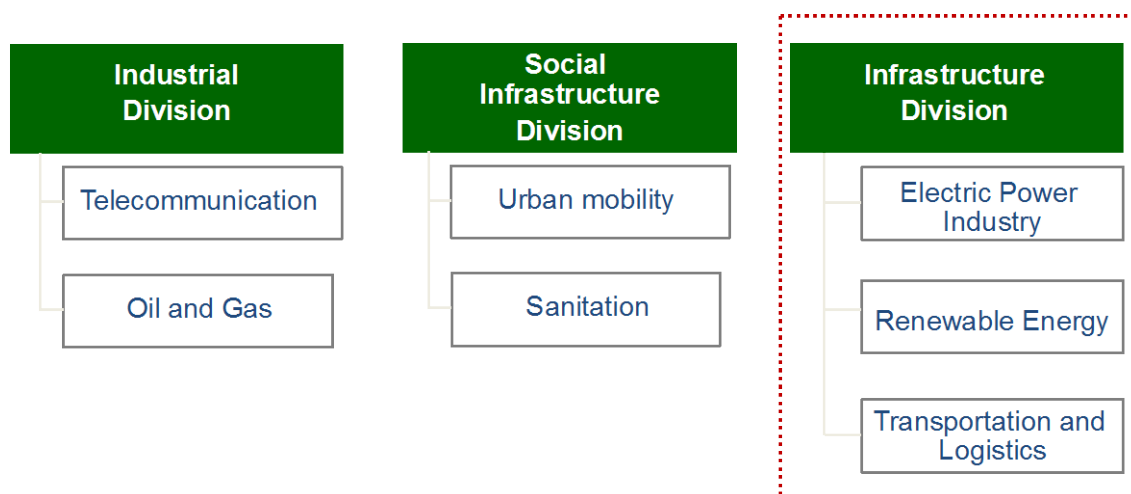 Industrial
Division
Telecommunication
Oil and Gas
Social
Infrastructure
Division
Urban mobility
Sanitation
Infrastructure
Division
Electric Power
Industry
Renewable Energy
Transportation and
Logistics